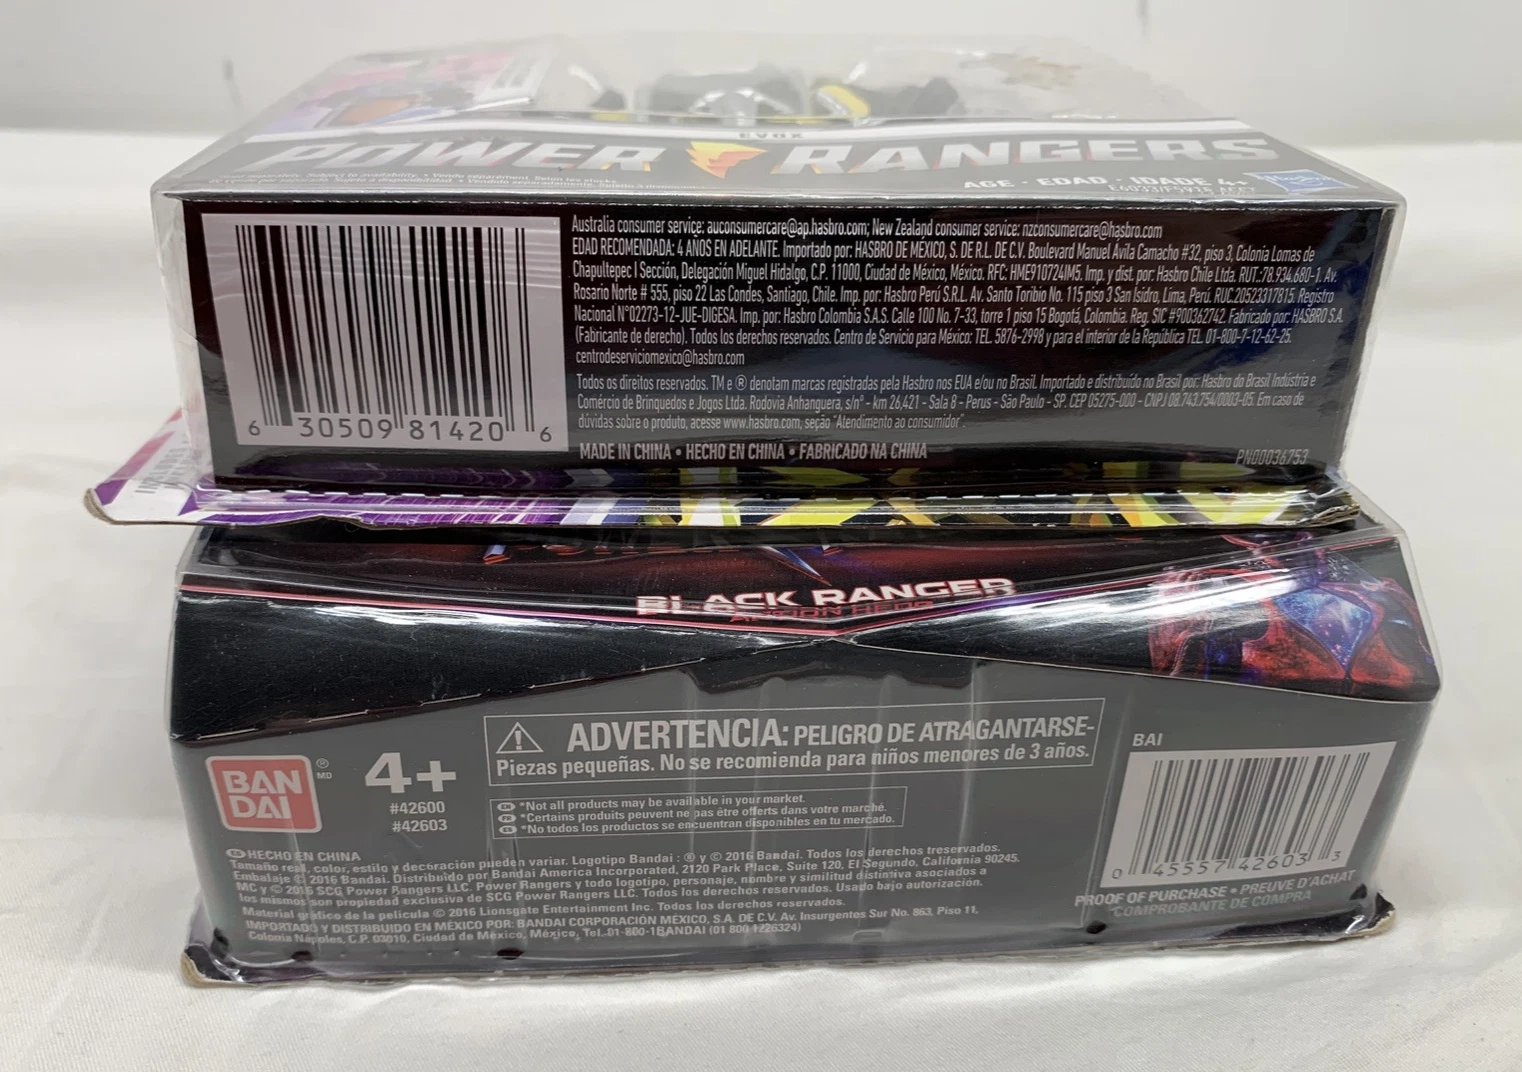 EVOX
POWER RANGERS
AGE • EDAD • IDADE 4+
Hasbro
Australia consumer service: auconsumercare@ap.hasbro.com; New Zealand consumer service: nzconsumercare@hasbro.com
EDAD RECOMENDADA: 4 AÑOS EN ADELANTE. Importado por: HASBRO DE MÉXICO, S. DE R.L. DE C.V. Boulevard Manuel Ávila Camacho #32, piso 3, Colonia Lomas de
Chapultepec I Sección, Delegación Miguel Hidalgo, C.P. 11000, Ciudad de México, México. RFC: HME910724IM5. Imp. y dist. por: Hasbro Chile Ltda. RUT.:78.934.680-1. Av.
Rosario Norte # 555, piso 22 Las Condes, Santiago, Chile. Imp. por: Hasbro Perú S.R.L. Av. Santo Toribio No. 115 piso 3 San Isidro, Lima, Perú. RUC.20523317815. Registro
Nacional N°02273-12-JUE-DIGESA. Imp. por: Hasbro Colombia S.A.S. Calle 100 No. 7-33, torre 1 piso 15 Bogotá, Colombia. Reg. SIC #900362742. Fabricado por: HASBRO S.A.
(Fabricante de derecho). Todos los derechos reservados. Centro de Servicio para México: TEL. 5876-2998 y para el interior de la República TEL. 01-800-7-12-62-25.
centrodeserviciomexico@hasbro.com
Todos os direitos reservados. TM e ® denotam marcas registradas pela Hasbro nos EUA e/ou no Brasil. Importado e distribuído no Brasil por: Hasbro do Brasil Indústria e
Comércio de Brinquedos e Jogos Ltda. Rodovia Anhanguera, s/nº - km 26,421 - Sala 8 - Perus - São Paulo - SP. CEP 05275-000 - CNPJ 08.743.754/0003-05. Em caso de
dúvidas sobre o produto, acesse www.hasbro.com, seção "Atendimento ao consumidor".
MADE IN CHINA • HECHO EN CHINA • FABRICADO NA CHINA
PN00036753
6 30509 81420 6
BLACK RANGER
ACTION HERO
BAN
DAI
® MD
4+
#42600
#42603
ADVERTENCIA: PELIGRO DE ATRAGANTARSE-
Piezas pequeñas. No se recomienda para niños menores de 3 años.
EN *Not all products may be available in your market.
FR *Certains produits peuvent ne pas être offerts dans votre marché.
ES *No todos los productos se encuentran disponibles en tu mercado.
ES HECHO EN CHINA
Tamaño real, color, estilo y decoración pueden variar. Logotipo Bandai : ® y © 2016 Bandai. Todos los derechos treservados.
Embalaje © 2016 Bandai. Distribuido por Bandai America Incorporated, 2120 Park Place, Suite 120, El Segundo, California 90245.
MC y © 2016 SCG Power Rangers LLC. Power Rangers y todo logotipo, personaje, nombre y similitud distintiva asociados a
los mismos son propiedad exclusiva de SCG Power Rangers LLC. Todos los derechos reservados. Usado bajo autorización.
Material gráfico de la película © 2016 Lionsgate Entertainment Inc. Todos los derechos reservados.
IMPORTADO Y DISTRIBUIDO EN MÉXICO POR: BANDAI CORPORACIÓN MÉXICO, S.A. DE C.V. Av. Insurgentes Sur No. 863, Piso 11,
Colonia Nápoles, C.P. 03010, Ciudad de México, México. Tel. 01-800-1BANDAI (01 800 1226324)
BAI
0 45557 42603 3
PROOF OF PURCHASE • PREUVE D'ACHAT
COMPROBANTE DE COMPRA